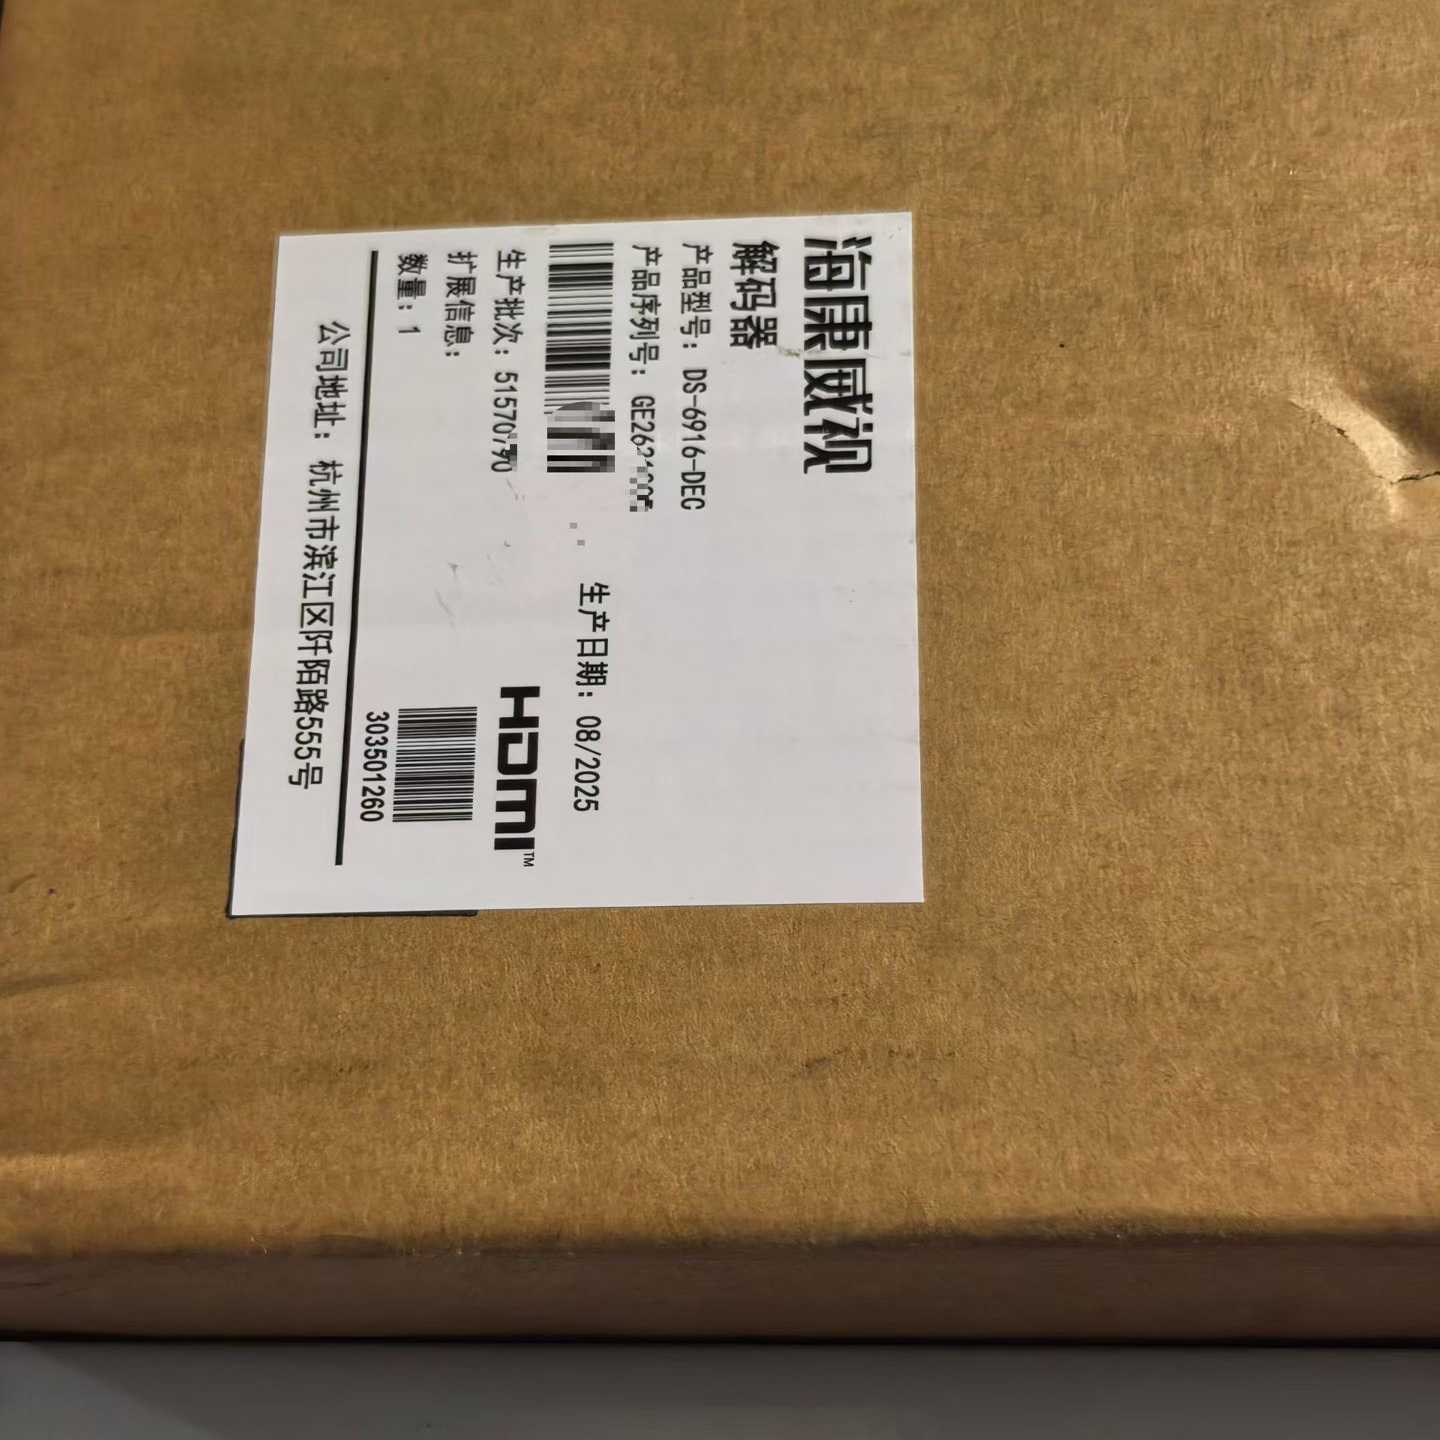 海康威视
解码器
产品型号：DS-6916-DEC
产品序列号：
生产日期：08/2025
生产批次：
扩展信息：
数量：1
HDMI™
303501260
公司地址：杭州市滨江区阡陌路555号